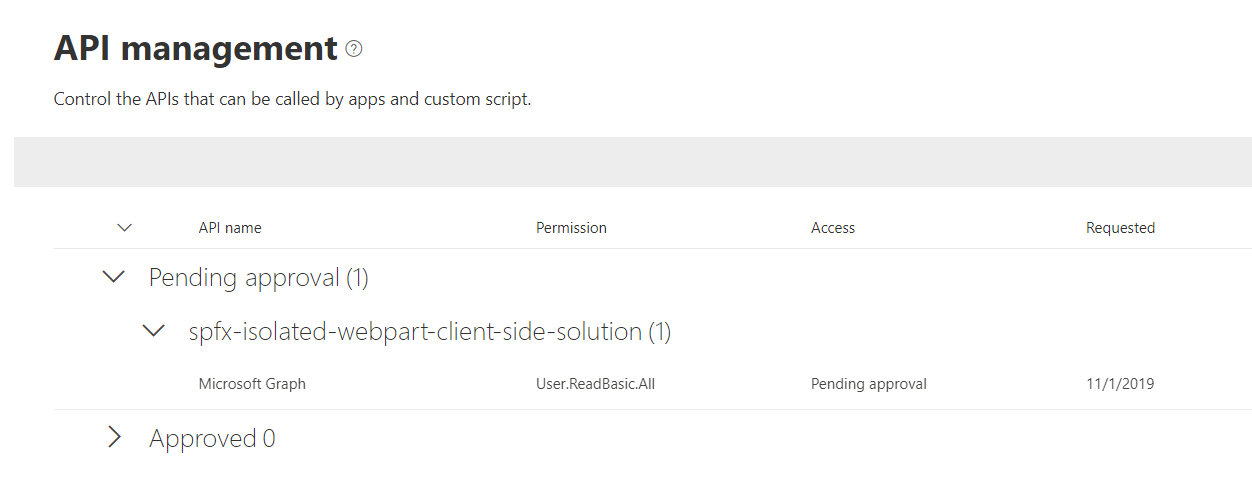 API management ?
Control the APIs that can be called by apps and custom script.
API name Permission Access Requested
Pending approval (1)
spfx-isolated-webpart-client-side-solution (1)
Microsoft Graph User.ReadBasic.All Pending approval 11/1/2019
Approved 0